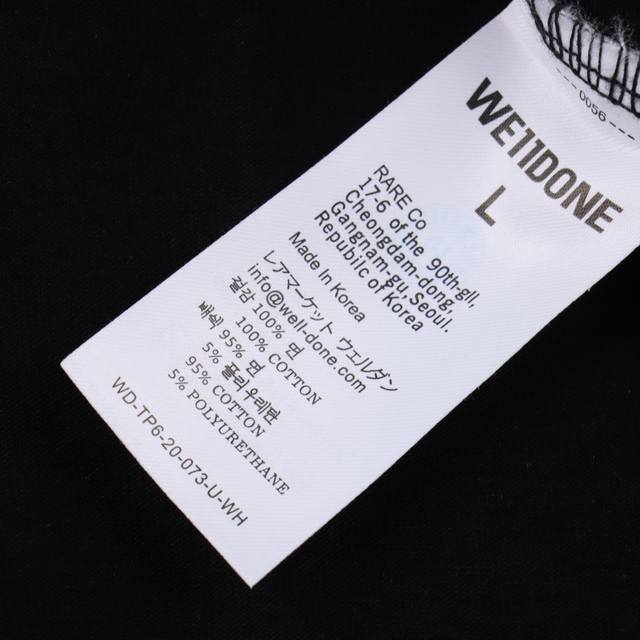 0056
WE11DONE
L
RARE Co
17.6 of the 90th-gil,
Cheongdam-dong,
Gangnam-gu Seoul.
Republic of Korea
Made In Korea
レアマーケット ウェルダン
info@well-done.com
원감 100% 면
100% COTTON
배색 95% 면
5% 폴리우레탄
95% COTTON
5% POLYURETHANE
WD-TP6-20-073-U-WH